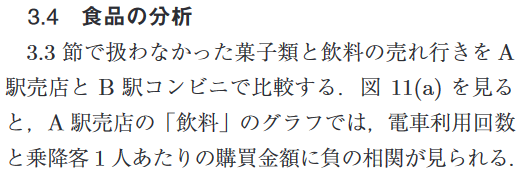 3.4 食品の分析
3.3 節で扱わなかった菓子類と飲料の売れ行きを A
駅売店と B 駅コンビニで比較する．図 11(a) を見る
と，A 駅売店の「飲料」のグラフでは，電車利用回数
と乗降客 1 人あたりの購買金額に負の相関が見られる．